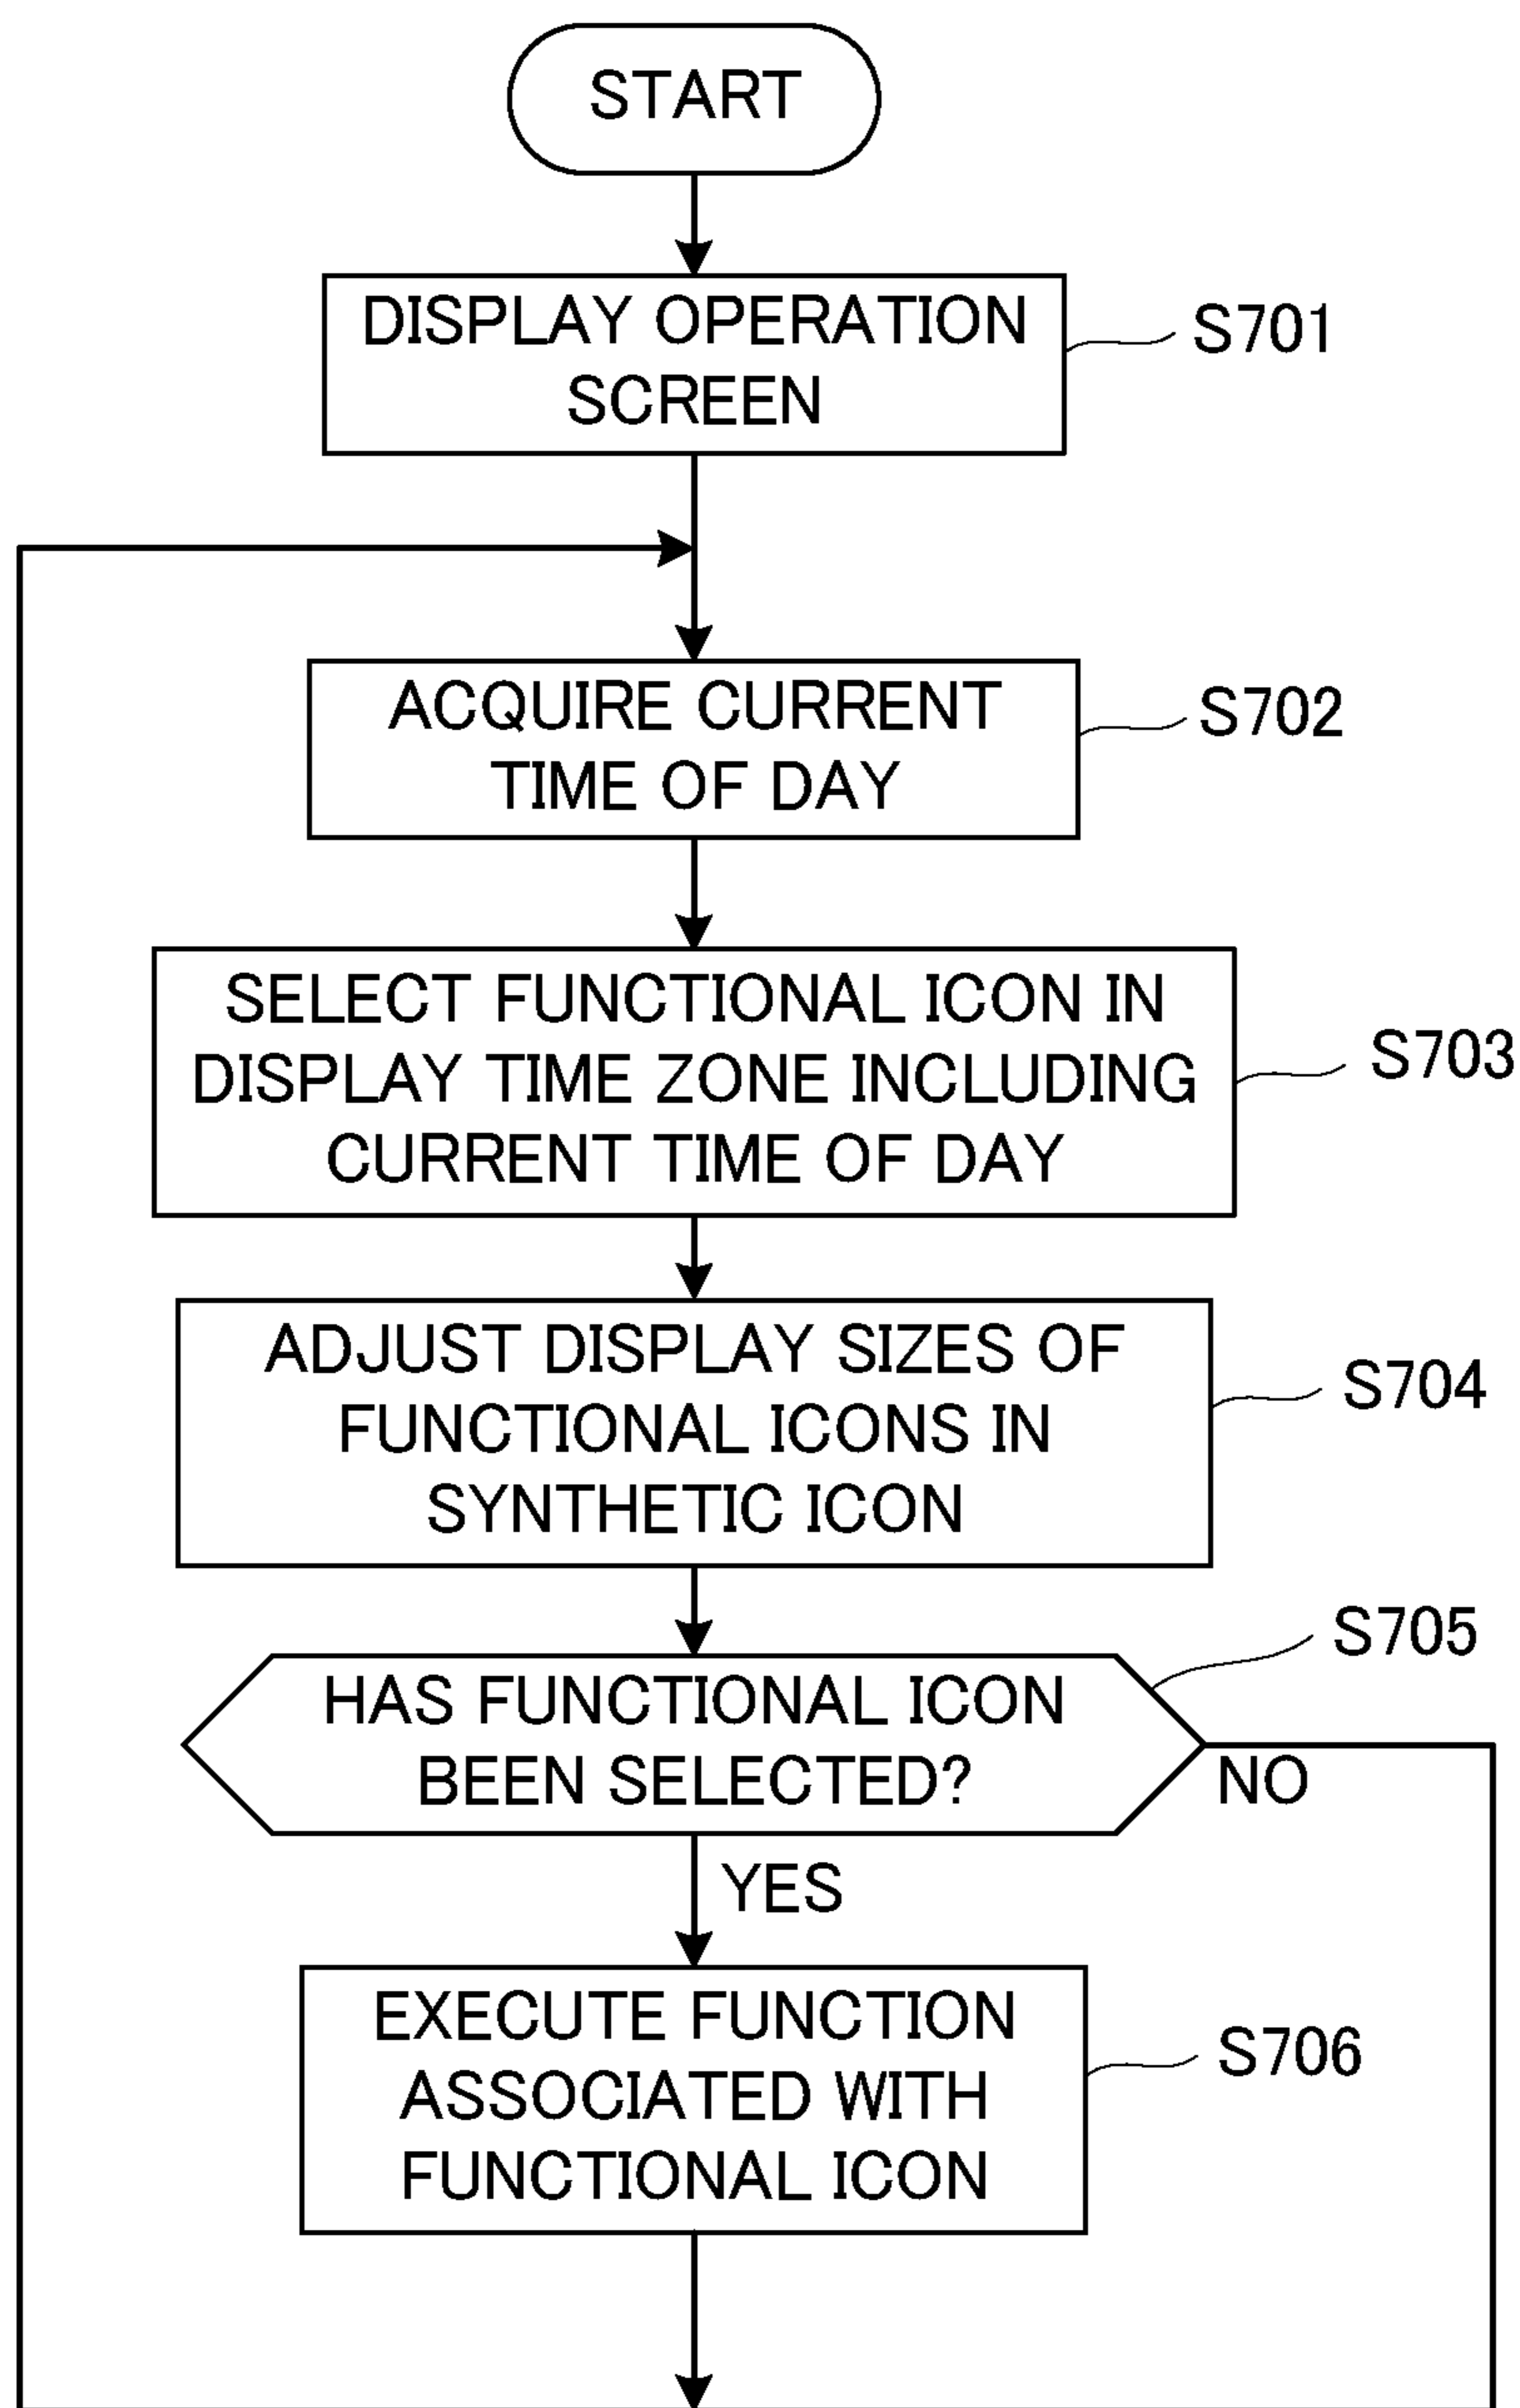 START
DISPLAY OPERATION
SCREEN
S701
ACQUIRE CURRENT
TIME OF DAY
S702
SELECT FUNCTIONAL ICON IN
DISPLAY TIME ZONE INCLUDING
CURRENT TIME OF DAY
S703
ADJUST DISPLAY SIZES OF
FUNCTIONAL ICONS IN
SYNTHETIC ICON
S704
S705
HAS FUNCTIONAL ICON
BEEN SELECTED?
NO
YES
EXECUTE FUNCTION
ASSOCIATED WITH
FUNCTIONAL ICON
S706